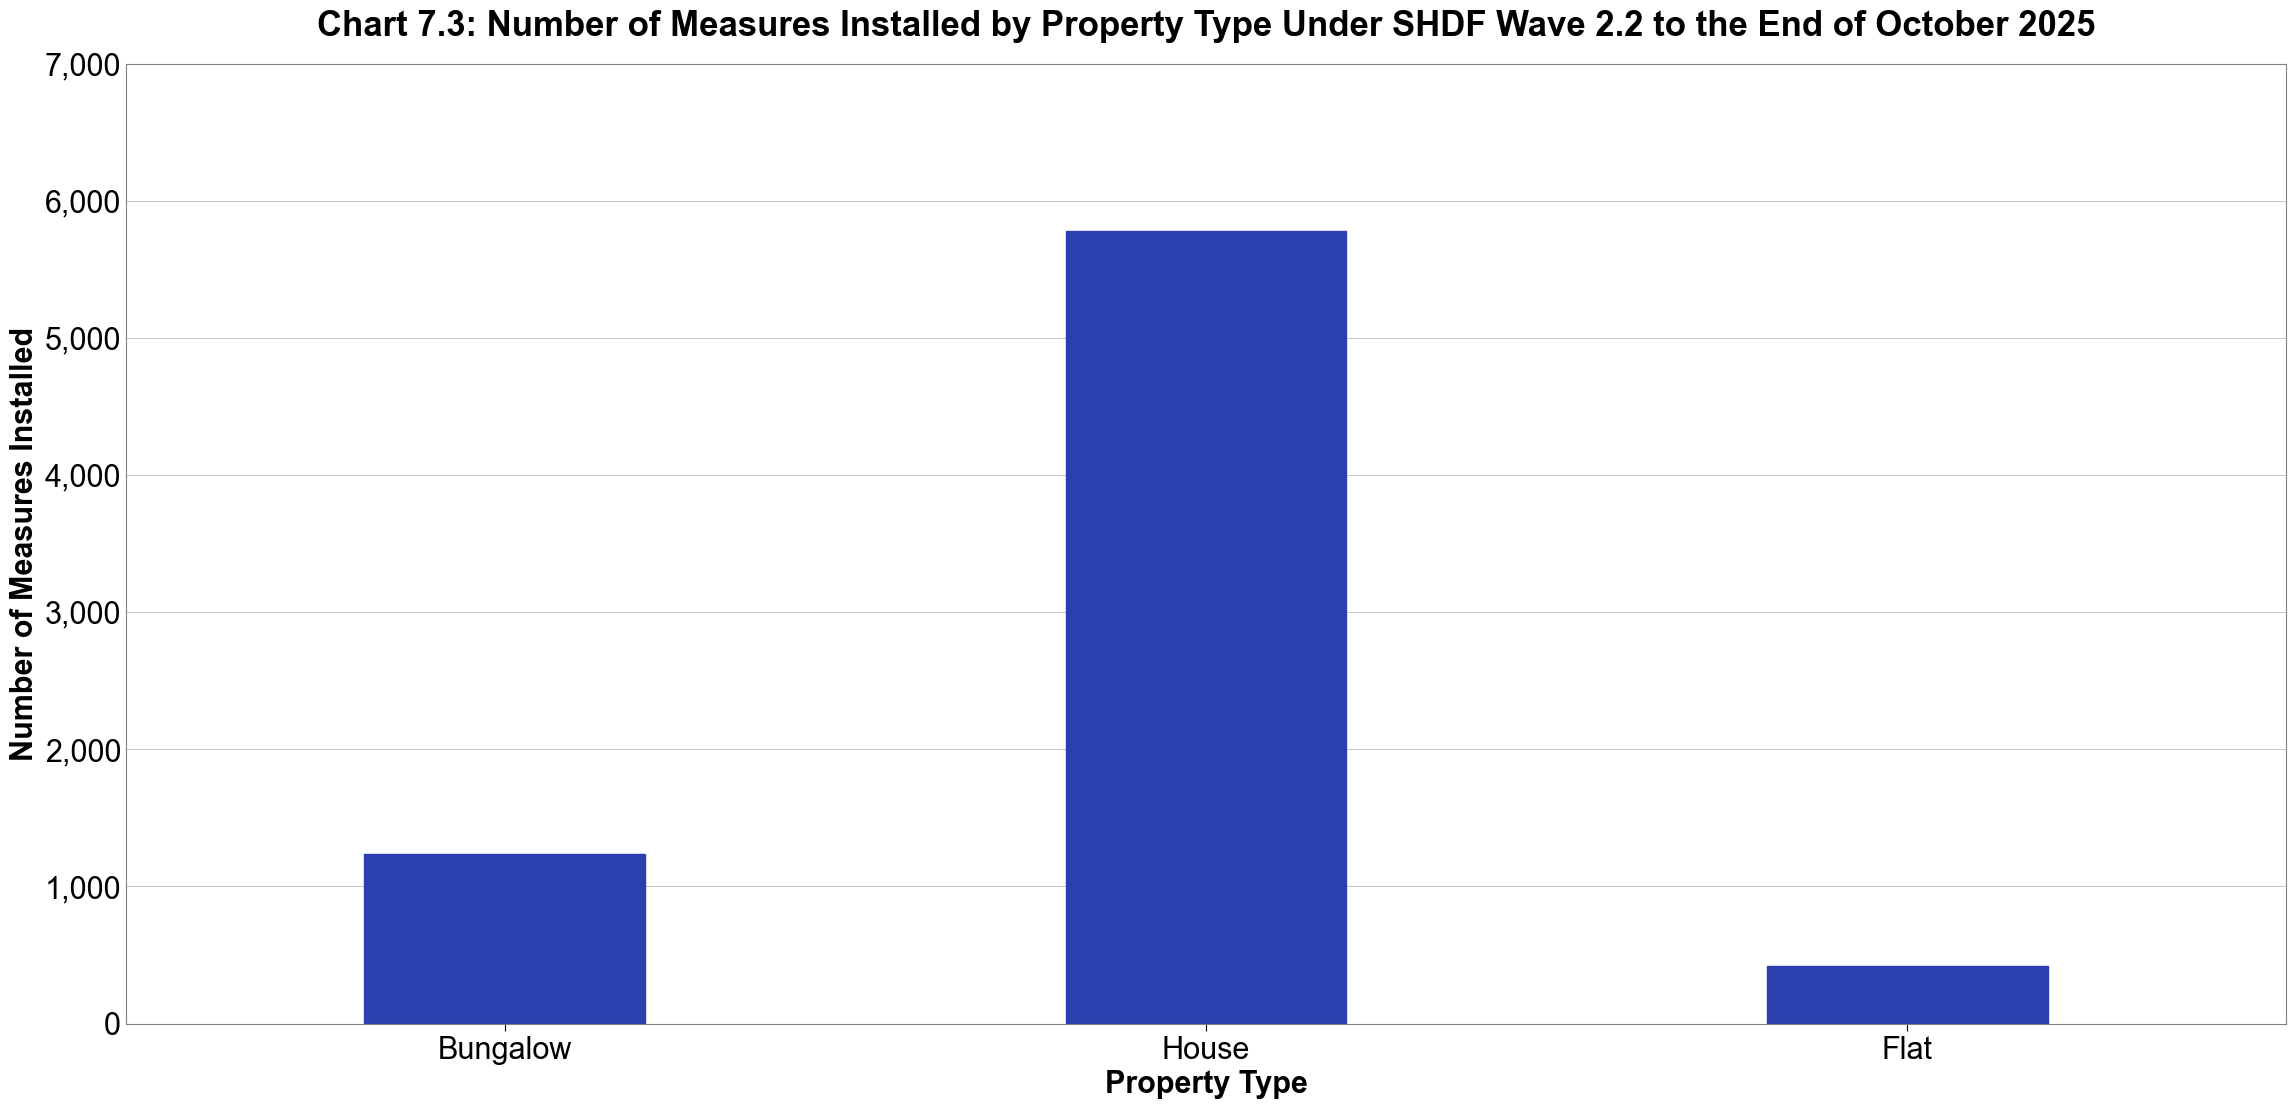 Chart 7.3: Number of Measures Installed by Property Type Under SHDF Wave 2.2 to the End of October 2025
Number of Measures Installed
7,000
6,000
5,000
4,000
3,000
2,000
1,000
0
Bungalow House Flat
Property Type